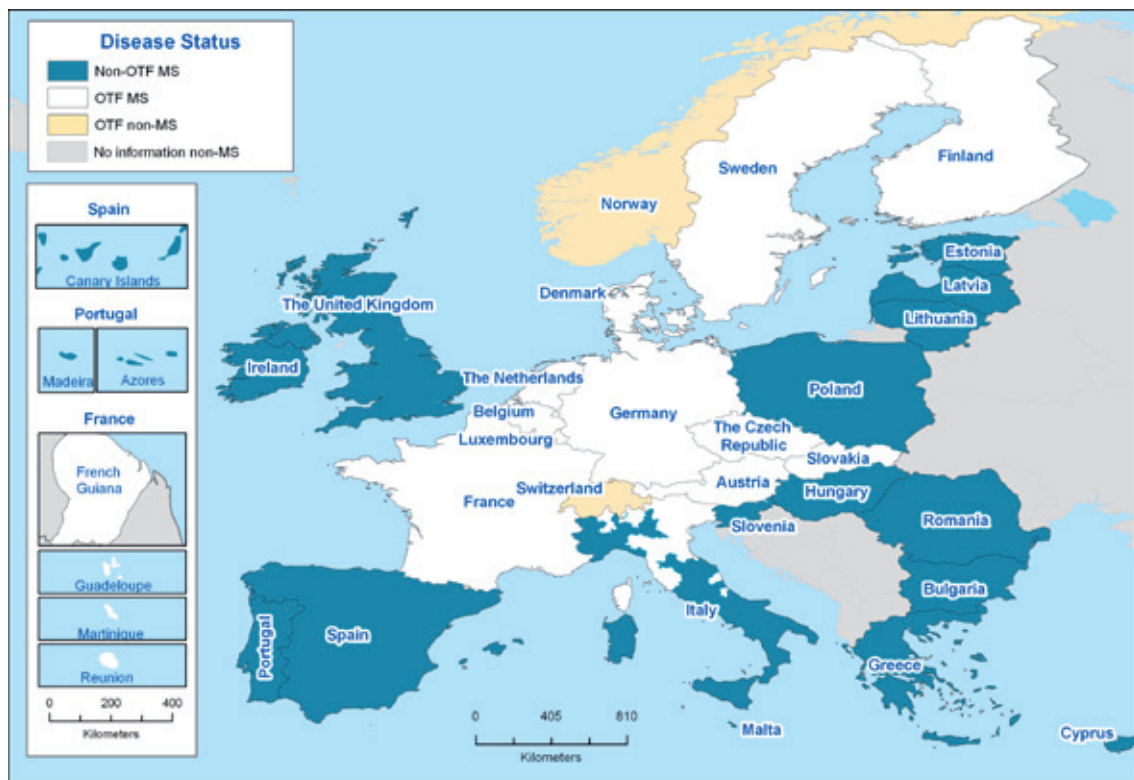 Disease Status
Non-OTF MS
OTF MS
OTF non-MS
No information non-MS
Spain
Canary Islands
Portugal
Madeira
Azores
France
French
Guiana
Guadeloupe
Martinique
Reunion
0 200 400
Kilometers
Finland
Sweden
Norway
Estonia
Latvia
Lithuania
Denmark
The United Kingdom
Ireland
The Netherlands
Poland
Belgium
Germany
The Czech
Republic
Luxembourg
Slovakia
Austria
Switzerland
Hungary
France
Slovenia
Romania
Bulgaria
Italy
Spain
Portugal
Greece
Malta
Cyprus
0 405 810
Kilometers